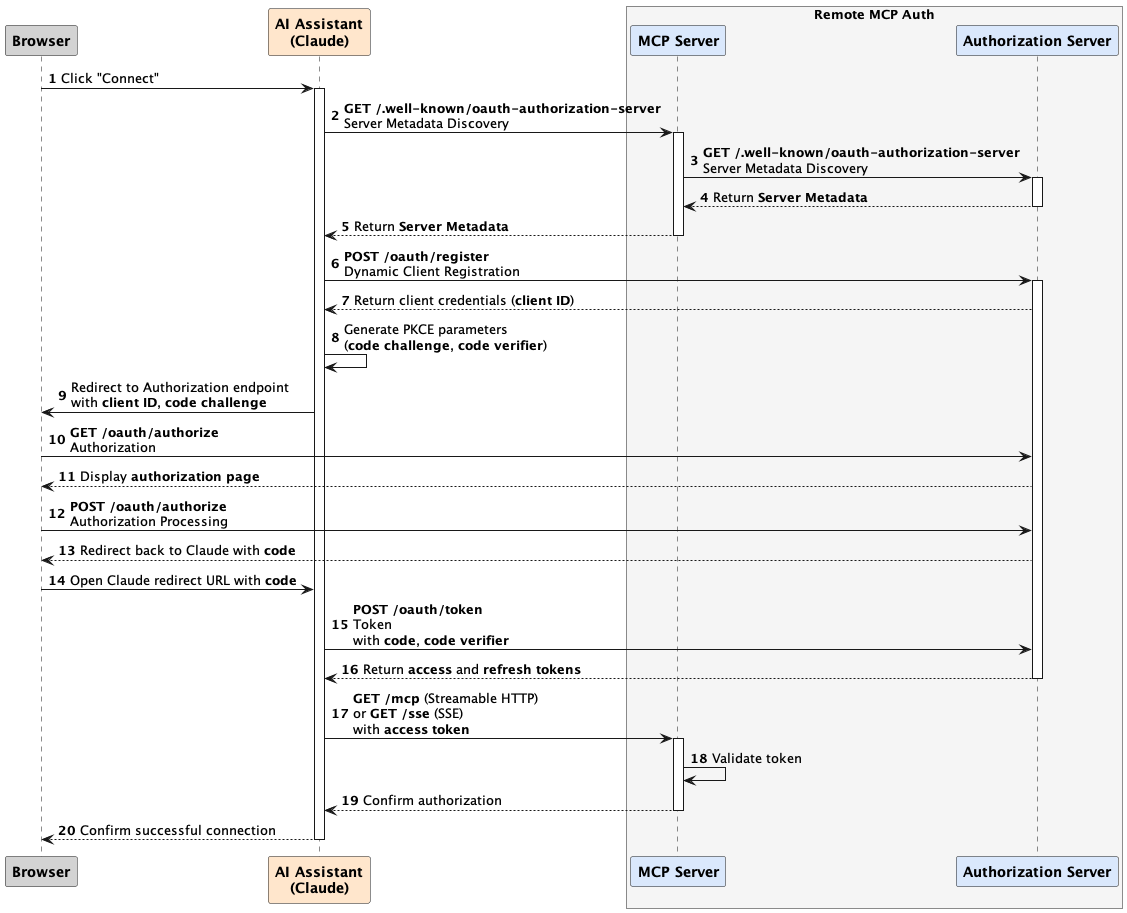 Remote MCP Auth
Browser
AI Assistant
(Claude)
MCP Server
Authorization Server
1 Click "Connect"
2 GET /.well-known/oauth-authorization-server
Server Metadata Discovery
3 GET /.well-known/oauth-authorization-server
Server Metadata Discovery
4 Return Server Metadata
5 Return Server Metadata
6 POST /oauth/register
Dynamic Client Registration
7 Return client credentials (client ID)
8 Generate PKCE parameters
(code challenge, code verifier)
9 Redirect to Authorization endpoint
with client ID, code challenge
10 GET /oauth/authorize
Authorization
11 Display authorization page
12 POST /oauth/authorize
Authorization Processing
13 Redirect back to Claude with code
14 Open Claude redirect URL with code
POST /oauth/token
15 Token
with code, code verifier
16 Return access and refresh tokens
GET /mcp (Streamable HTTP)
17 or GET /sse (SSE)
with access token
18 Validate token
19 Confirm authorization
20 Confirm successful connection
Browser
AI Assistant
(Claude)
MCP Server
Authorization Server